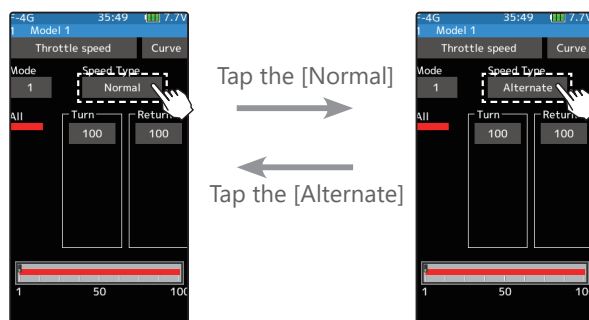 F-4G 35:49 7.7V
1 Model 1
Throttle speed Curve
Mode Speed Type
1 Normal
All Turn Return
100 100
1 50 100
Tap the [Normal]
Tap the [Alternate]
F-4G 35:49 7.7V
1 Model 1
Throttle speed Curve
Mode Speed Type
1 Alternate
All Turn Return
100 100
1 50 10